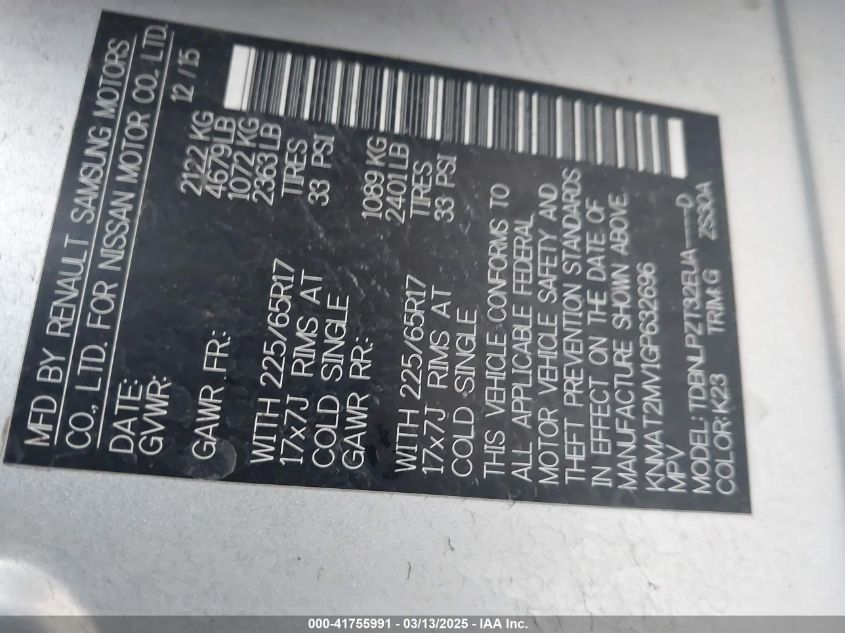 MFD BY RENAULT SAMSUNG MOTORS
CO., LTD. FOR NISSAN MOTOR CO., LTD.
DATE: 12/15
GVWR: 2122 KG
4679 LB
GAWR FR: 1072 KG
2363 LB
WITH 225/65R17 TIRES
17x7J RIMS AT 33 PSI
COLD SINGLE
GAWR RR: 1089 KG
2401 LB
WITH 225/65R17 TIRES
17x7J RIMS AT 33 PSI
COLD SINGLE
THIS VEHICLE CONFORMS TO
ALL APPLICABLE FEDERAL
MOTOR VEHICLE SAFETY AND
THEFT PREVENTION STANDARDS
IN EFFECT ON THE DATE OF
MANUFACTURE SHOWN ABOVE.
KNMAT2MV1GP632696
MPV
MODEL: TDBNLPZT32EUA-----D
COLOR: K23 TRIM: G ZS30A
000-41755991 - 03/13/2025 - IAA Inc.